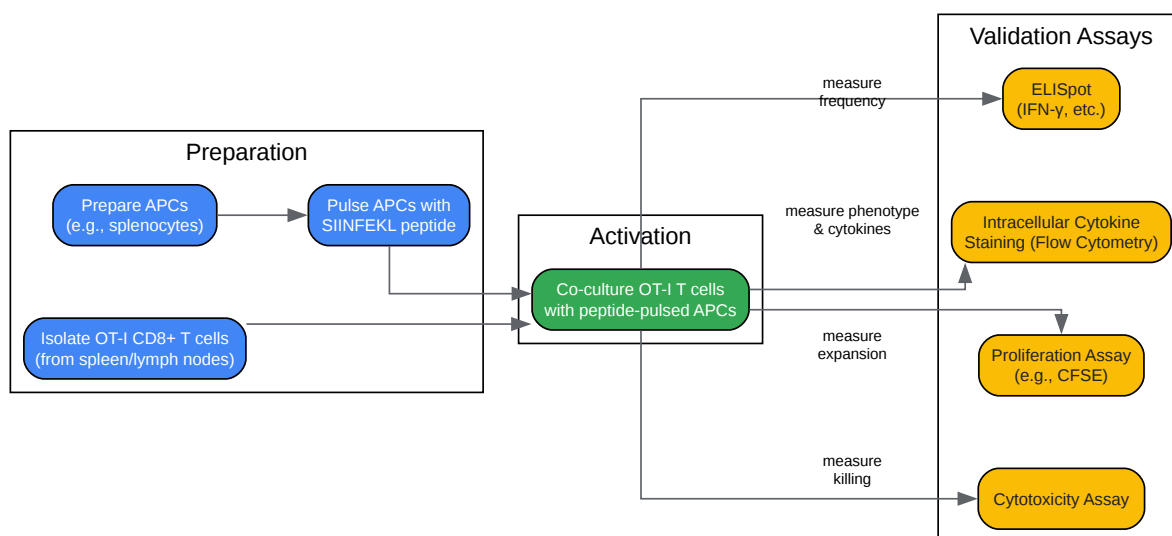 Preparation
Prepare APCs
(e.g., splenocytes)
Pulse APCs with
SIINFEKL peptide
Isolate OT-I CD8+ T cells
(from spleen/lymph nodes)
Activation
Co-culture OT-I T cells
with peptide-pulsed APCs
measure
frequency
measure phenotype
& cytokines
measure
expansion
measure
killing
Validation Assays
ELISpot
(IFN-γ, etc.)
Intracellular Cytokine
Staining (Flow Cytometry)
Proliferation Assay
(e.g., CFSE)
Cytotoxicity Assay